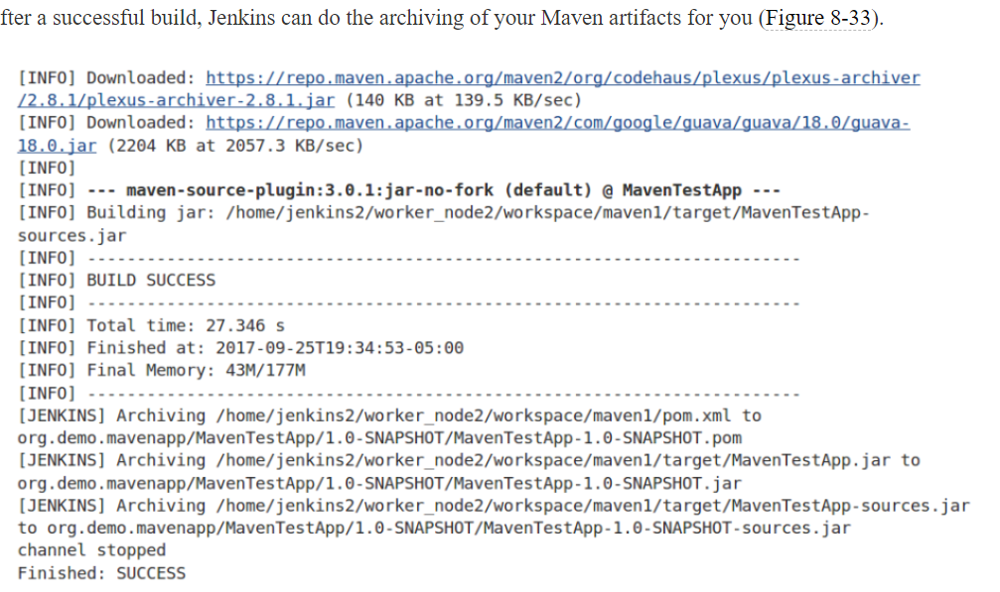 fter a successful build, Jenkins can do the archiving of your Maven artifacts for you (Figure 8-33).
[INFO] Downloaded: https://repo.maven.apache.org/maven2/org/codehaus/plexus/plexus-archiver
/2.8.1/plexus-archiver-2.8.1.jar (140 KB at 139.5 KB/sec)
[INFO] Downloaded: https://repo.maven.apache.org/maven2/com/google/guava/guava/18.0/guava-
18.0.jar (2204 KB at 2057.3 KB/sec)
[INFO]
[INFO] --- maven-source-plugin:3.0.1:jar-no-fork (default) @ MavenTestApp ---
[INFO] Building jar: /home/jenkins2/worker_node2/workspace/maven1/target/MavenTestApp-
sources.jar
[INFO] ------------------------------------------------------------------------
[INFO] BUILD SUCCESS
[INFO] ------------------------------------------------------------------------
[INFO] Total time: 27.346 s
[INFO] Finished at: 2017-09-25T19:34:53-05:00
[INFO] Final Memory: 43M/177M
[INFO] ------------------------------------------------------------------------
[JENKINS] Archiving /home/jenkins2/worker_node2/workspace/maven1/pom.xml to
org.demo.mavenapp/MavenTestApp/1.0-SNAPSHOT/MavenTestApp-1.0-SNAPSHOT.pom
[JENKINS] Archiving /home/jenkins2/worker_node2/workspace/maven1/target/MavenTestApp.jar to
org.demo.mavenapp/MavenTestApp/1.0-SNAPSHOT/MavenTestApp-1.0-SNAPSHOT.jar
[JENKINS] Archiving /home/jenkins2/worker_node2/workspace/maven1/target/MavenTestApp-sources.jar
to org.demo.mavenapp/MavenTestApp/1.0-SNAPSHOT/MavenTestApp-1.0-SNAPSHOT-sources.jar
channel stopped
Finished: SUCCESS